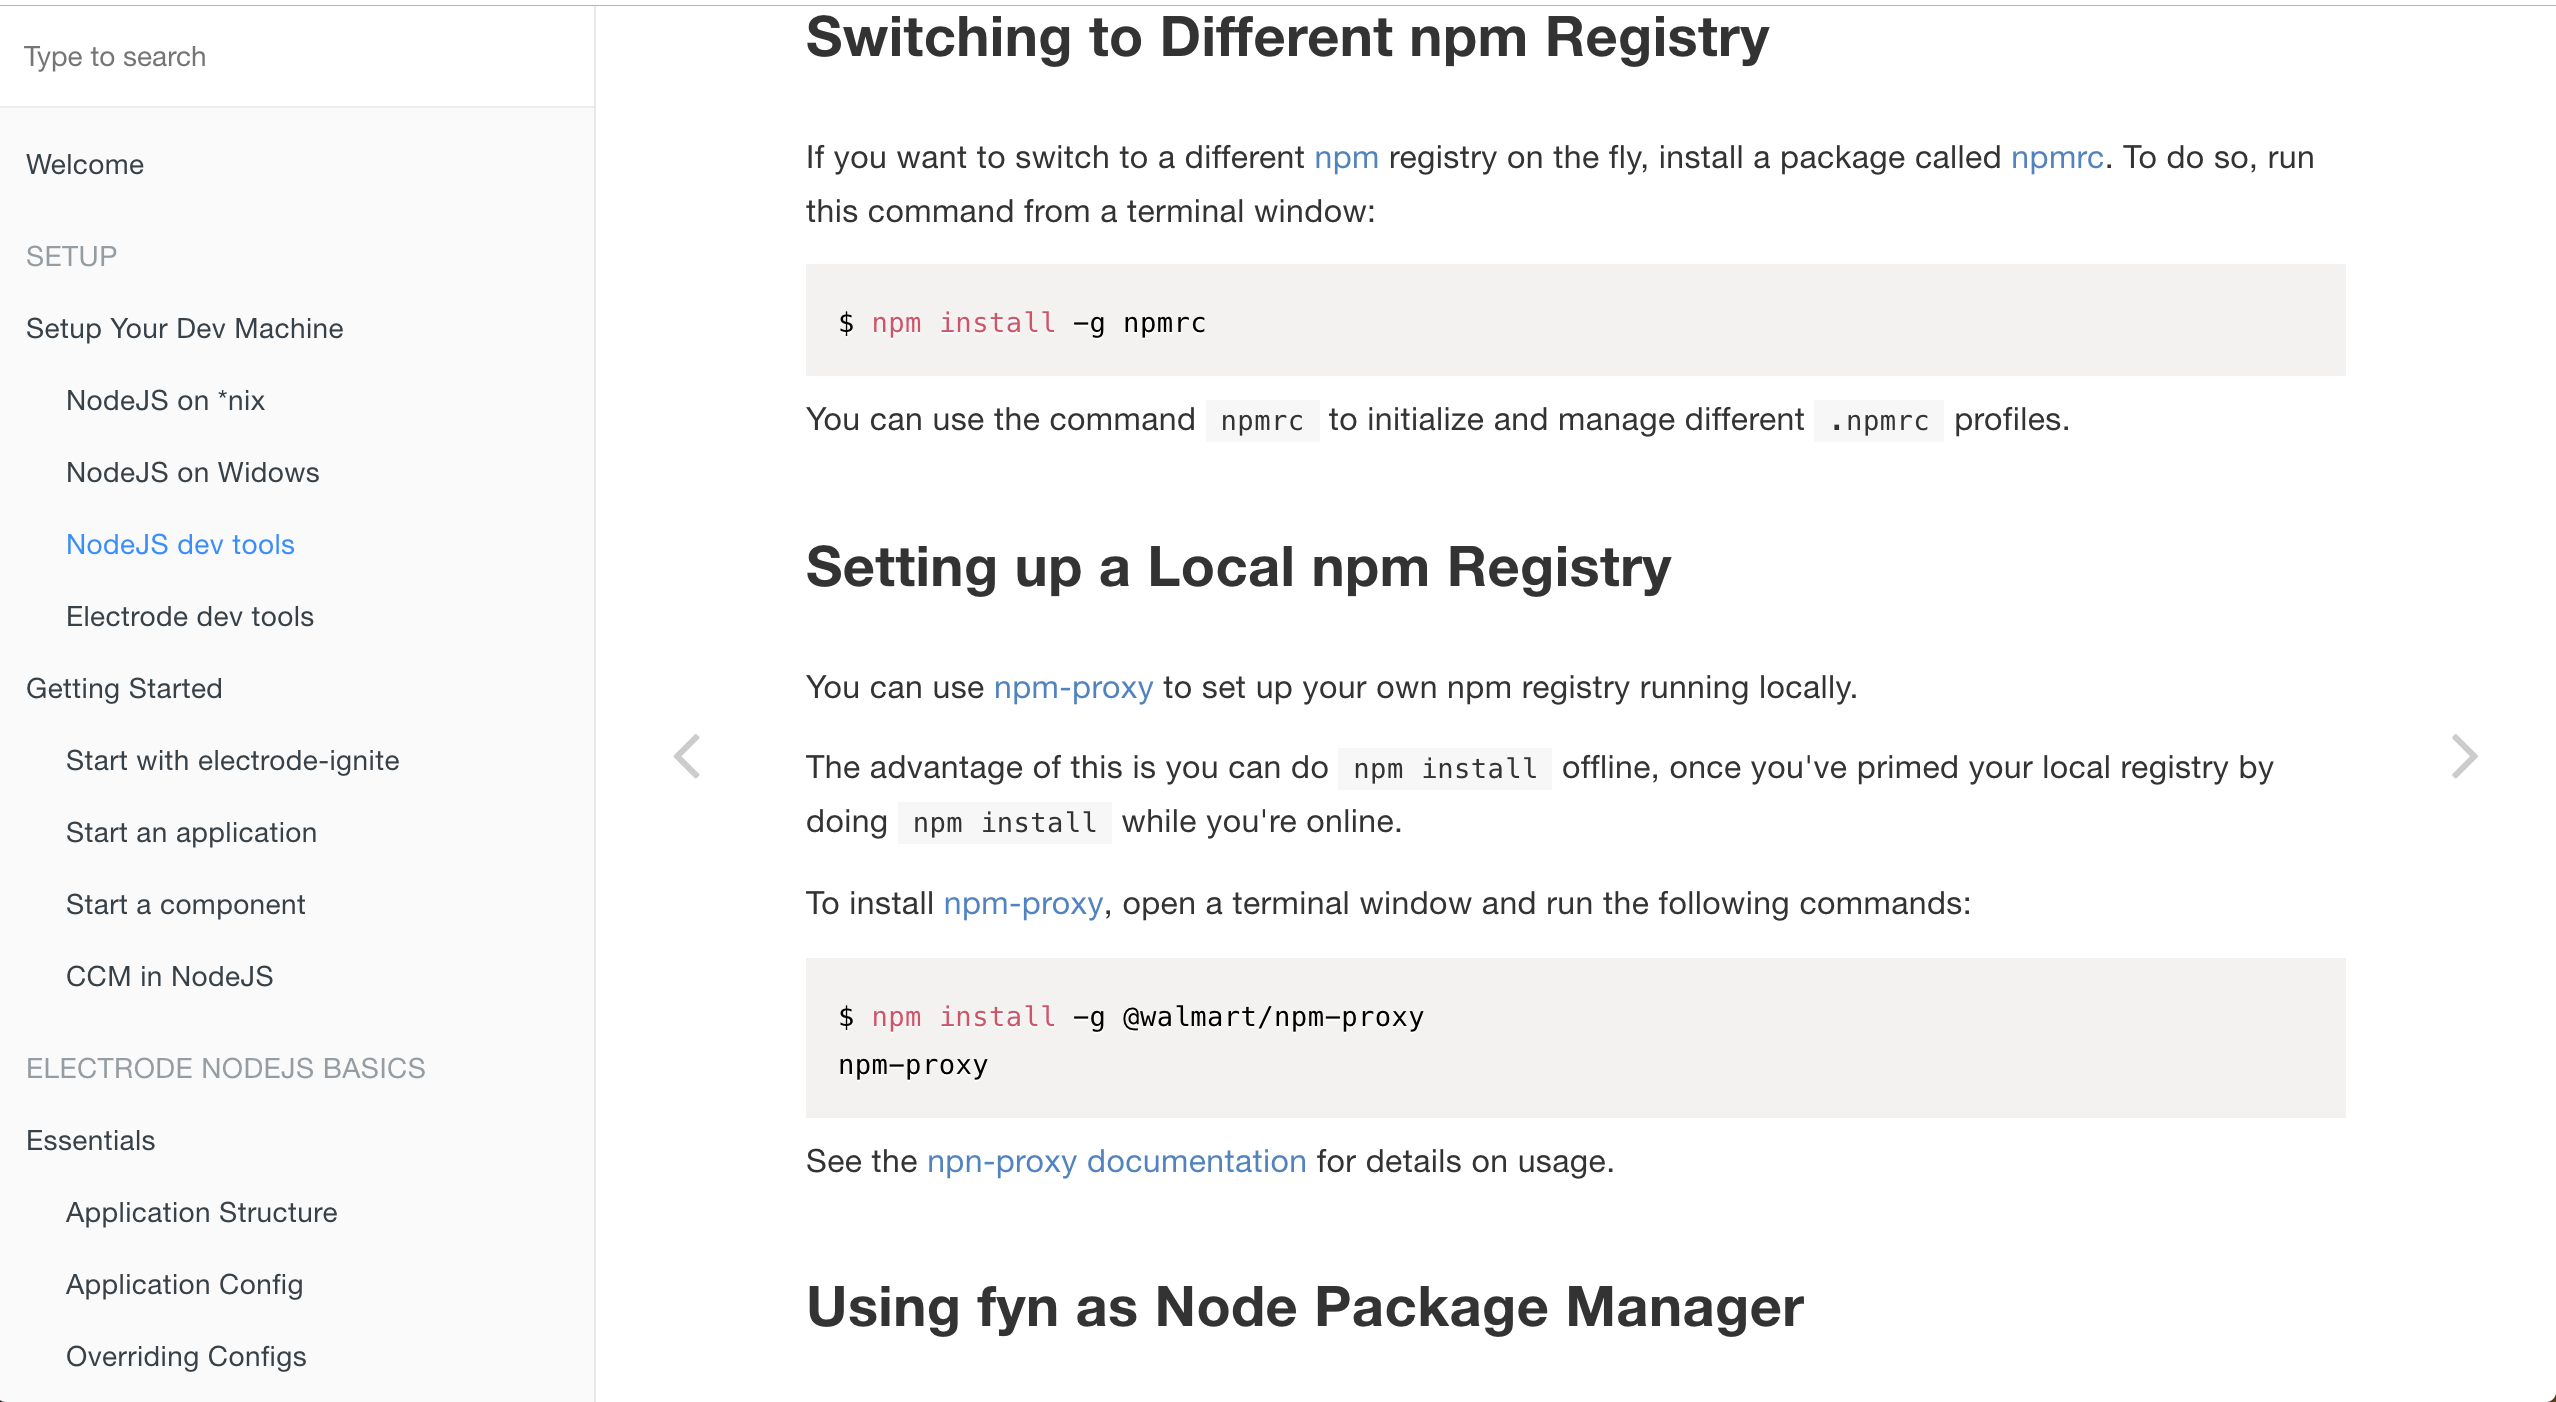 Type to search
Welcome
SETUP
Setup Your Dev Machine
NodeJS on *nix
NodeJS on Widows
NodeJS dev tools
Electrode dev tools
Getting Started
Start with electrode-ignite
Start an application
Start a component
CCM in NodeJS
ELECTRODE NODEJS BASICS
Essentials
Application Structure
Application Config
Overriding Configs
Switching to Different npm Registry
If you want to switch to a different npm registry on the fly, install a package called npmrc. To do so, run
this command from a terminal window:
$ npm install -g npmrc
You can use the command npmrc to initialize and manage different .npmrc profiles.
Setting up a Local npm Registry
You can use npm-proxy to set up your own npm registry running locally.
The advantage of this is you can do npm install offline, once you've primed your local registry by
doing npm install while you're online.
To install npm-proxy, open a terminal window and run the following commands:
$ npm install -g @walmart/npm-proxy
npm-proxy
See the npn-proxy documentation for details on usage.
Using fyn as Node Package Manager